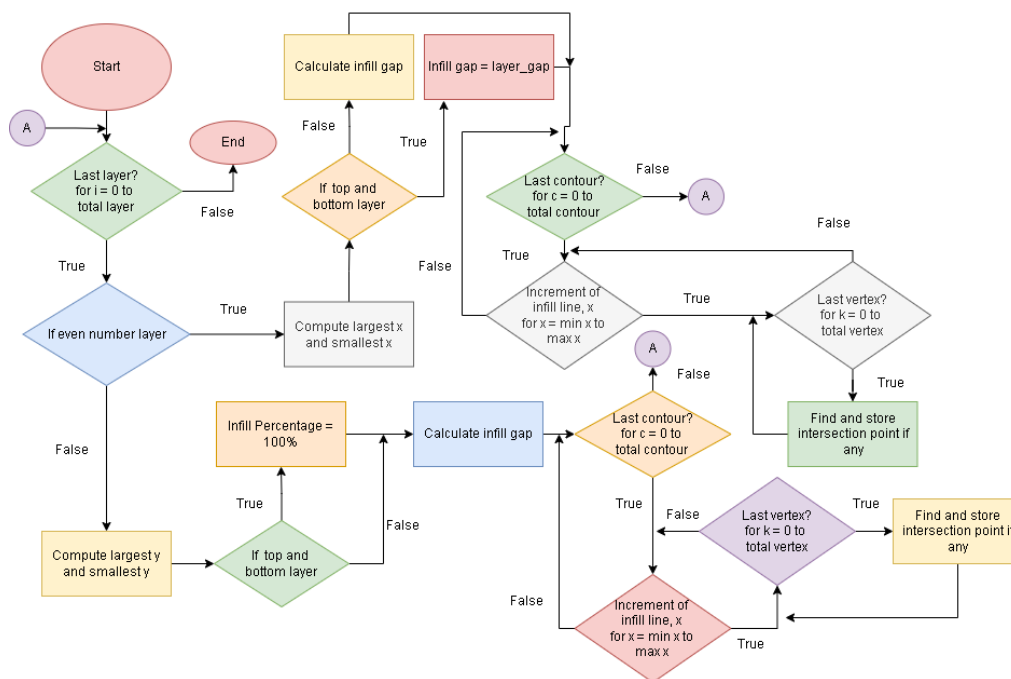 Start
A
Last layer?
for i = 0 to
total layer
End
False
True
If even number layer
True
False
Compute largest x
and smallest x
If top and
bottom layer
False
True
Calculate infill gap
Infill gap = layer_gap
Last contour?
for c = 0 to
total contour
False
A
True
False
Increment of
infill line, x
for x = min x to
max x
True
False
Last vertex?
for k = 0 to
total vertex
True
Find and store
intersection point if
any
Compute largest y
and smallest y
If top and
bottom layer
True
False
Infill Percentage =
100%
Calculate infill gap
Last contour?
for c = 0 to
total contour
False
A
True
False
Increment of
infill line, x
for x = min x to
max x
True
False
Last vertex?
for k = 0 to
total vertex
True
Find and store
intersection point if
any